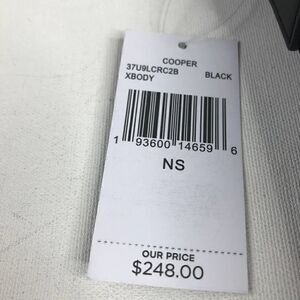 COOPER
37U9LCRC2B
XBODY BLACK
1 93600 14659 6
NS
OUR PRICE
$248.00